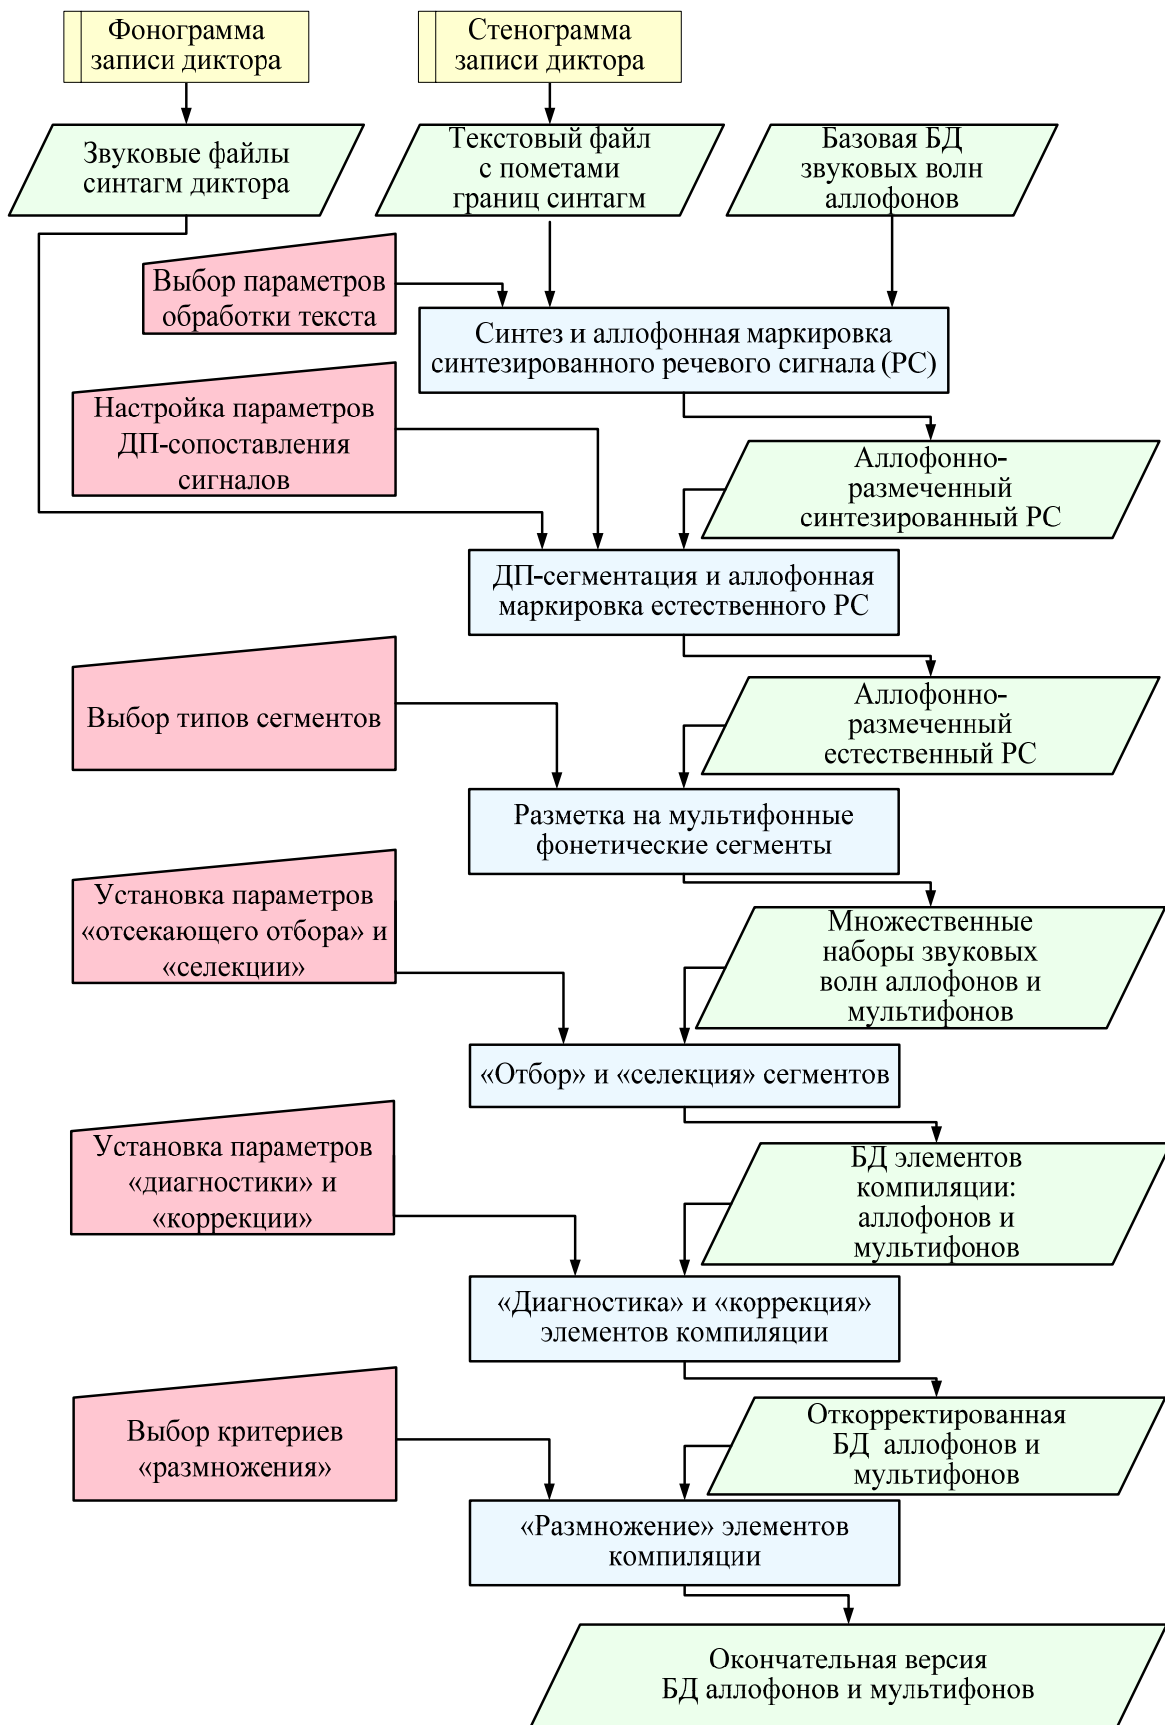 Фонограмма
записи диктора
Стенограмма
записи диктора
Звуковые файлы
синтагм диктора
Текстовый файл
с пометами
границ синтагм
Базовая БД
звуковых волн
аллофонов
Выбор параметров
обработки текста
Синтез и аллофонная маркировка
синтезированного речевого сигнала (РС)
Настройка параметров
ДП-сопоставления
сигналов
Аллофонно-
размеченный
синтезированный РС
ДП-сегментация и аллофонная
маркировка естественного РС
Выбор типов сегментов
Аллофонно-
размеченный
естественный РС
Разметка на мультифонные
фонетические сегменты
Установка параметров
«отсекающего отбора» и
«селекции»
Множественные
наборы звуковых
волн аллофонов и
мультифонов
«Отбор» и «селекция» сегментов
Установка параметров
«диагностики» и
«коррекции»
БД элементов
компиляции:
аллофонов и
мультифонов
«Диагностика» и «коррекция»
элементов компиляции
Выбор критериев
«размножения»
Откорректированная
БД аллофонов и
мультифонов
«Размножение» элементов
компиляции
Окончательная версия
БД аллофонов и мультифонов